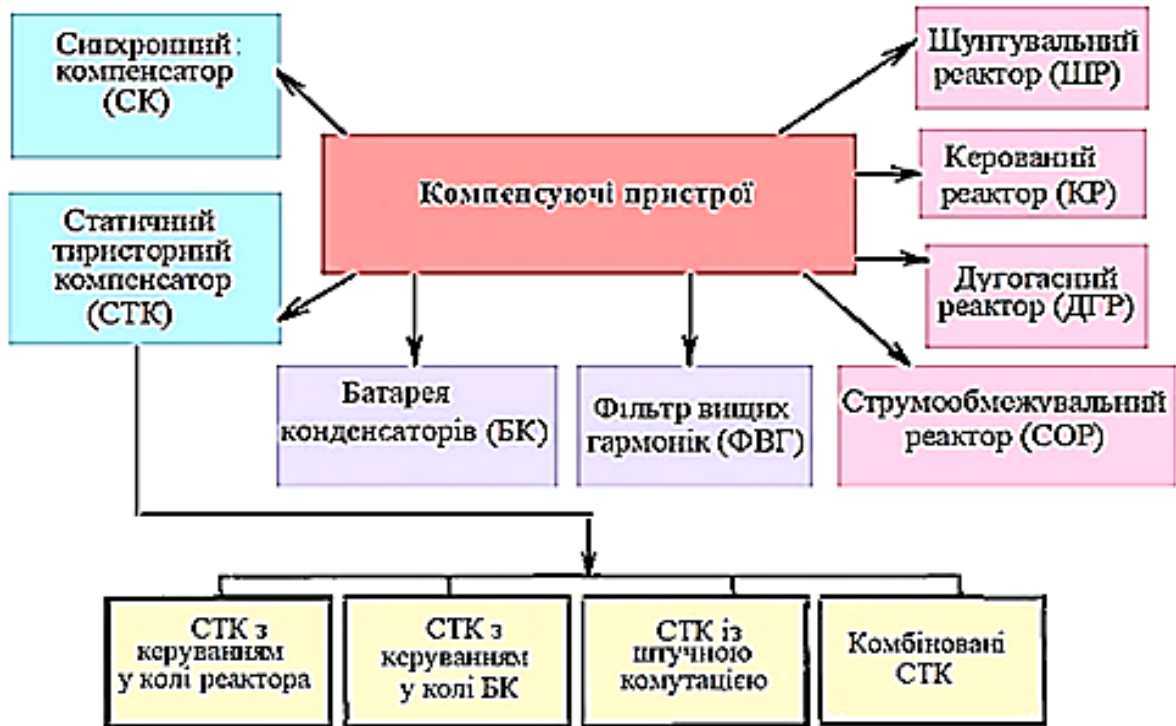 Синхронний
компенсатор
(СК)
Шунтувальний
реактор (ШР)
Керований
реактор (КР)
Компенсуючі пристрої
Статичний
тиристорний
компенсатор
(СТК)
Дугогасний
реактор (ДГР)
Батарея
конденсаторів (БК)
Фільтр вищих
гармонік (ФВГ)
Струмообмежувальний
реактор (СОР)
СТК з
керуванням
у колі реактора
СТК з
керуванням
у колі БК
СТК із
штучною
комутацією
Комбіновані
СТК